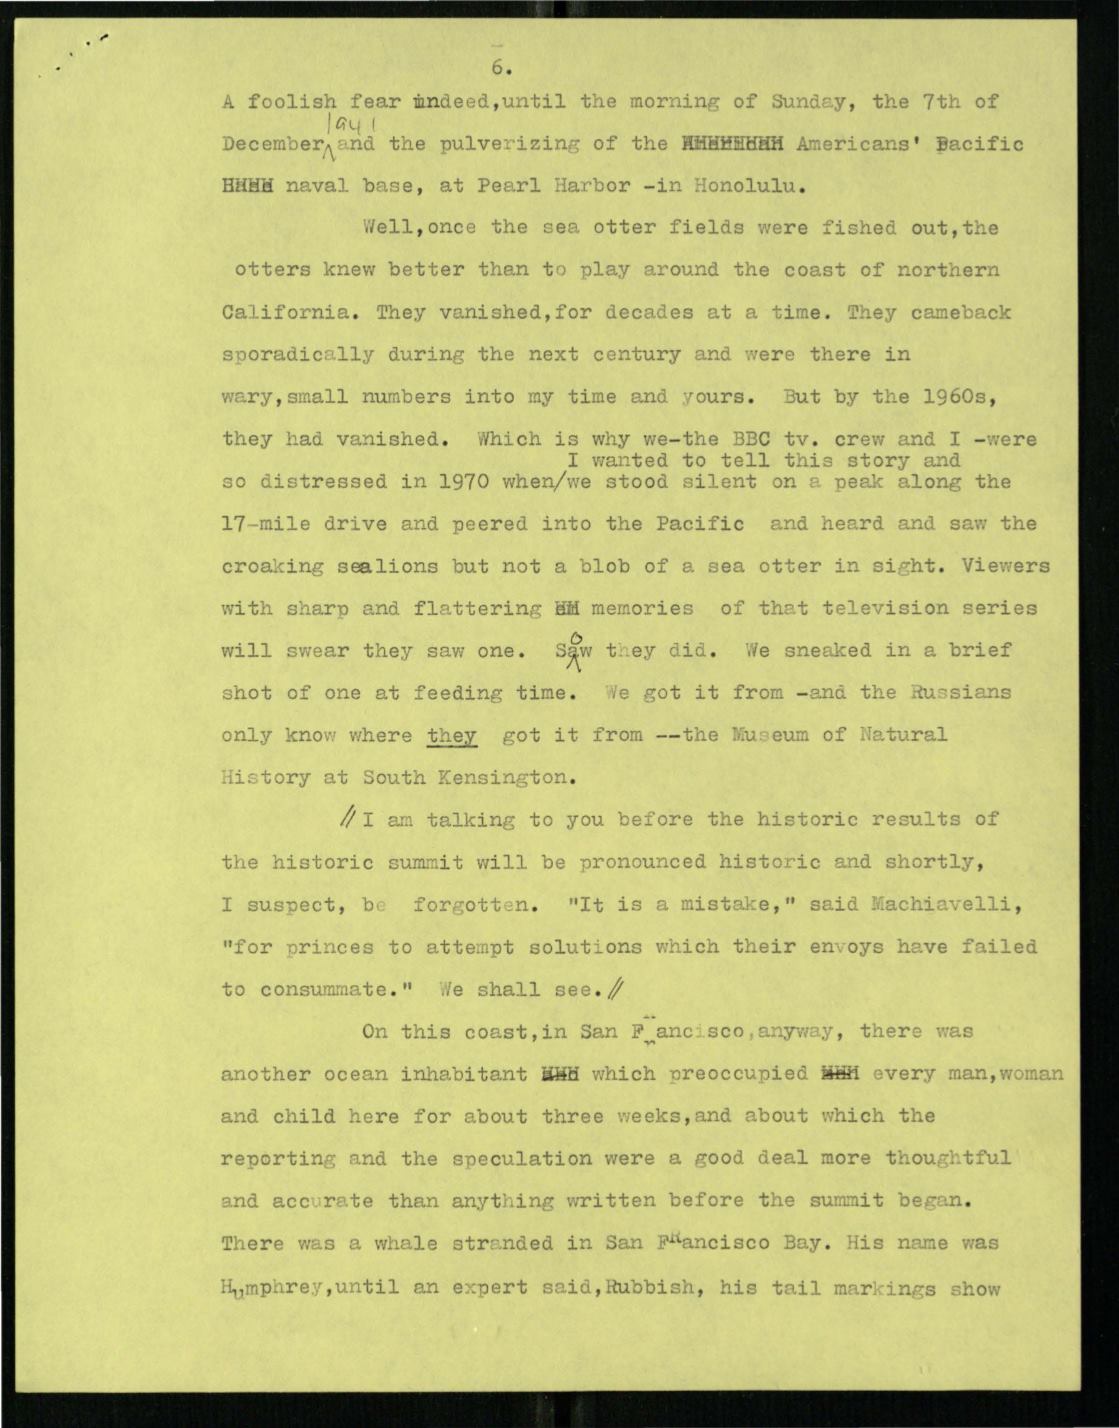 6.
A foolish fear indeed,until the morning of Sunday, the 7th of
1941
December and the pulverizing of the Americans' Pacific
naval base, at Pearl Harbor -in Honolulu.
Well,once the sea otter fields were fished out,the
otters knew better than to play around the coast of northern
California. They vanished,for decades at a time. They cameback
sporadically during the next century and were there in
wary,small numbers into my time and yours. But by the 1960s,
they had vanished. Which is why we-the BBC tv. crew and I -were
I wanted to tell this story and
so distressed in 1970 when/we stood silent on a peak along the
17-mile drive and peered into the Pacific and heard and saw the
croaking sealions but not a blob of a sea otter in sight. Viewers
with sharp and flattering memories of that television series
will swear they saw one. Sow they did. We sneaked in a brief
shot of one at feeding time. We got it from -and the Russians
only know where they got it from --the Museum of Natural
History at South Kensington.
// I am talking to you before the historic results of
the historic summit will be pronounced historic and shortly,
I suspect, be forgotten. "It is a mistake," said Machiavelli,
"for princes to attempt solutions which their envoys have failed
to consummate." We shall see. //
On this coast,in San Francisco,anyway, there was
another ocean inhabitant which preoccupied every man,woman
and child here for about three weeks,and about which the
reporting and the speculation were a good deal more thoughtful
and accurate than anything written before the summit began.
There was a whale stranded in San FRancisco Bay. His name was
Humphrey,until an expert said,Rubbish, his tail markings show